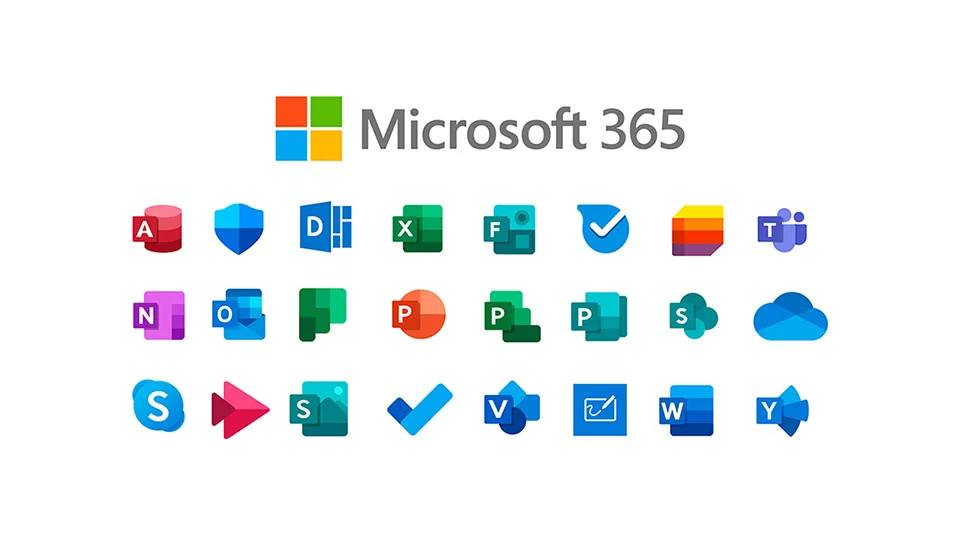 Microsoft 365
A D X F T
N O P P P S
S S V W Y